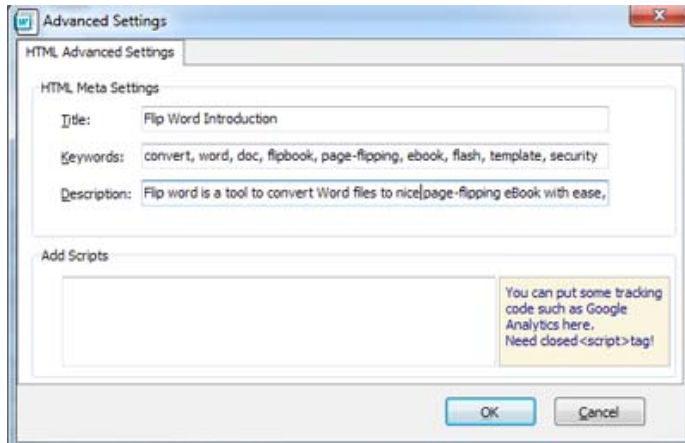 Advanced Settings
HTML Advanced Settings
HTML Meta Settings
Title: Flip Word Introduction
Keywords: convert, word, doc, flipbook, page-flipping, ebook, flash, template, security
Description: Flip word is a tool to convert Word files to nice page-flipping eBook with ease,
Add Scripts
You can put some tracking
code such as Google
Analytics here.
Need closed<script>tag!
OK Cancel